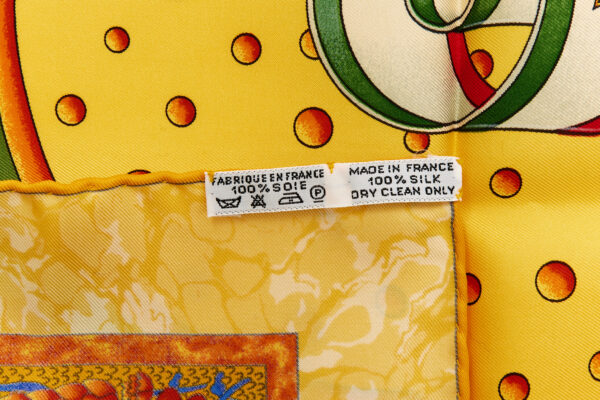 FABRIQUE EN FRANCE
100% SOIE
P
MADE IN FRANCE
100% SILK
DRY CLEAN ONLY